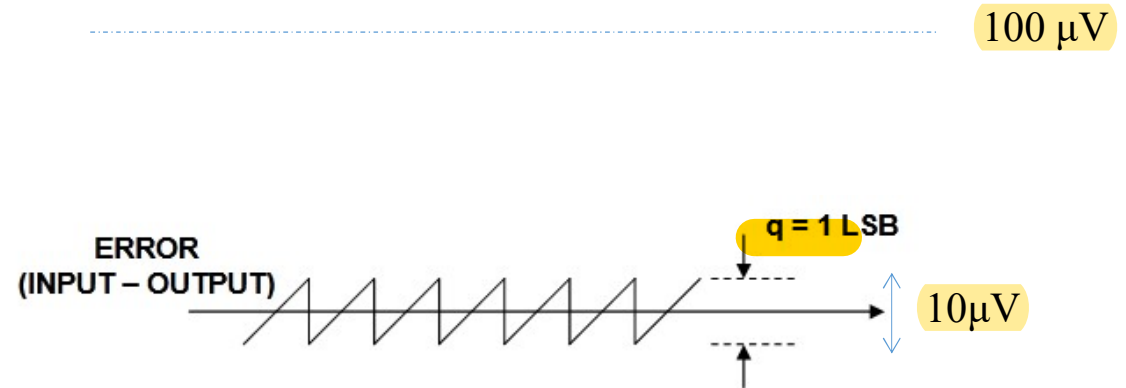 100 μV
q = 1 LSB
ERROR
(INPUT – OUTPUT)
10μV